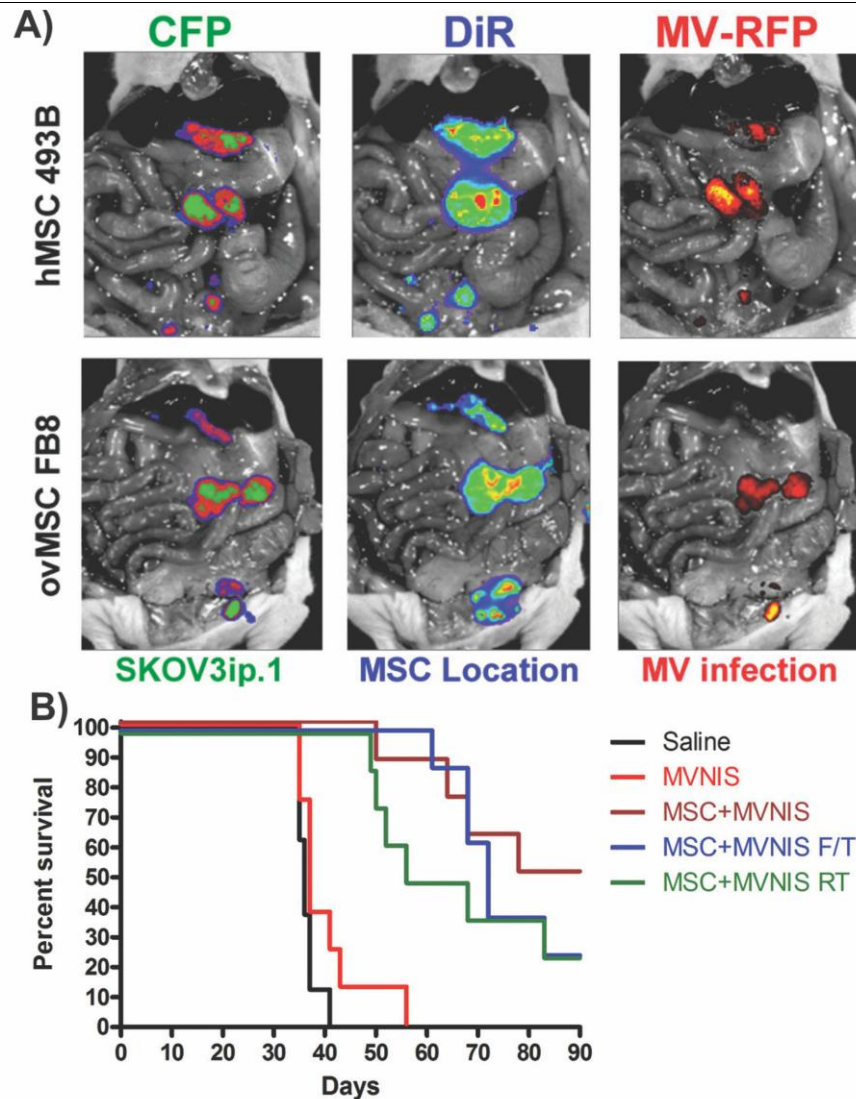 A)
CFP DiR MV-RFP
hMSC 493B
ovMSC FB8
SKOV3ip.1 MSC Location MV infection
B)
Percent survival
100
90
80
70
60
50
40
30
20
10
0
0 10 20 30 40 50 60 70 80 90
Days
Saline
MVNIS
MSC+MVNIS
MSC+MVNIS F/T
MSC+MVNIS RT